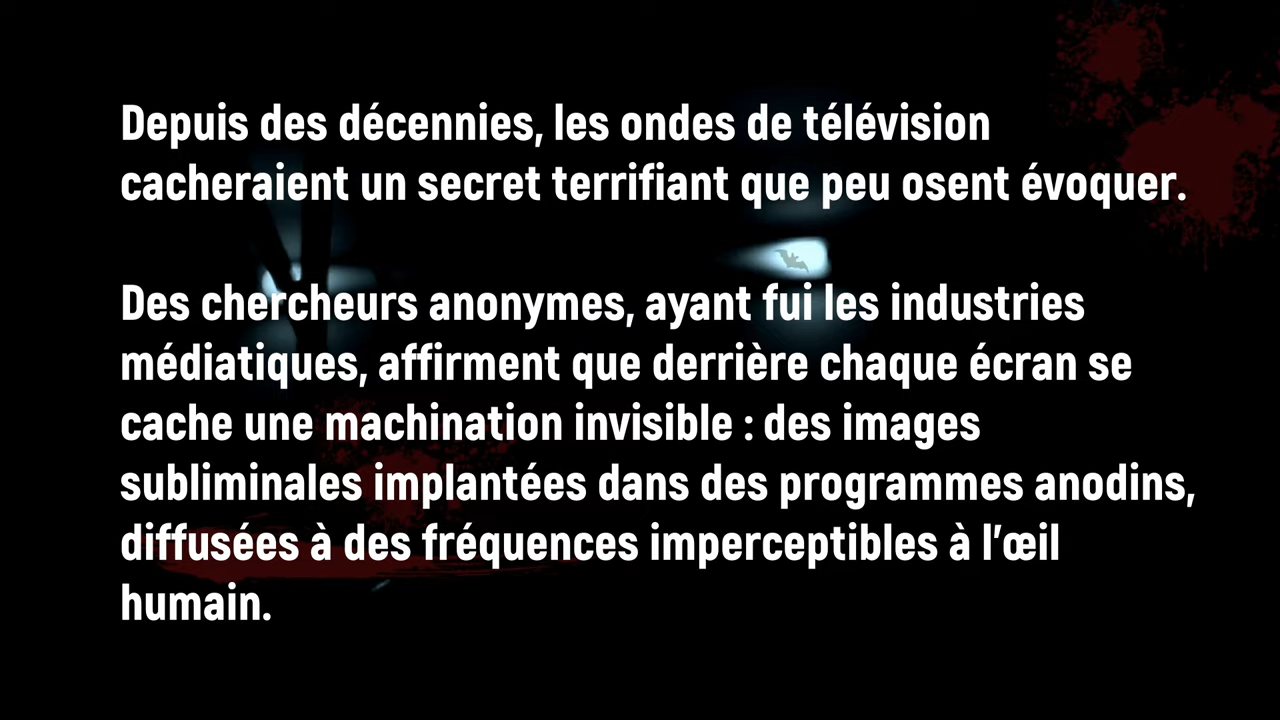 Depuis des décennies, les ondes de télévision
cacheraient un secret terrifiant que peu osent évoquer.
Des chercheurs anonymes, ayant fui les industries
médiatiques, affirment que derrière chaque écran se
cache une machination invisible : des images
subliminales implantées dans des programmes anodins,
diffusées à des fréquences imperceptibles à l’œil
humain.